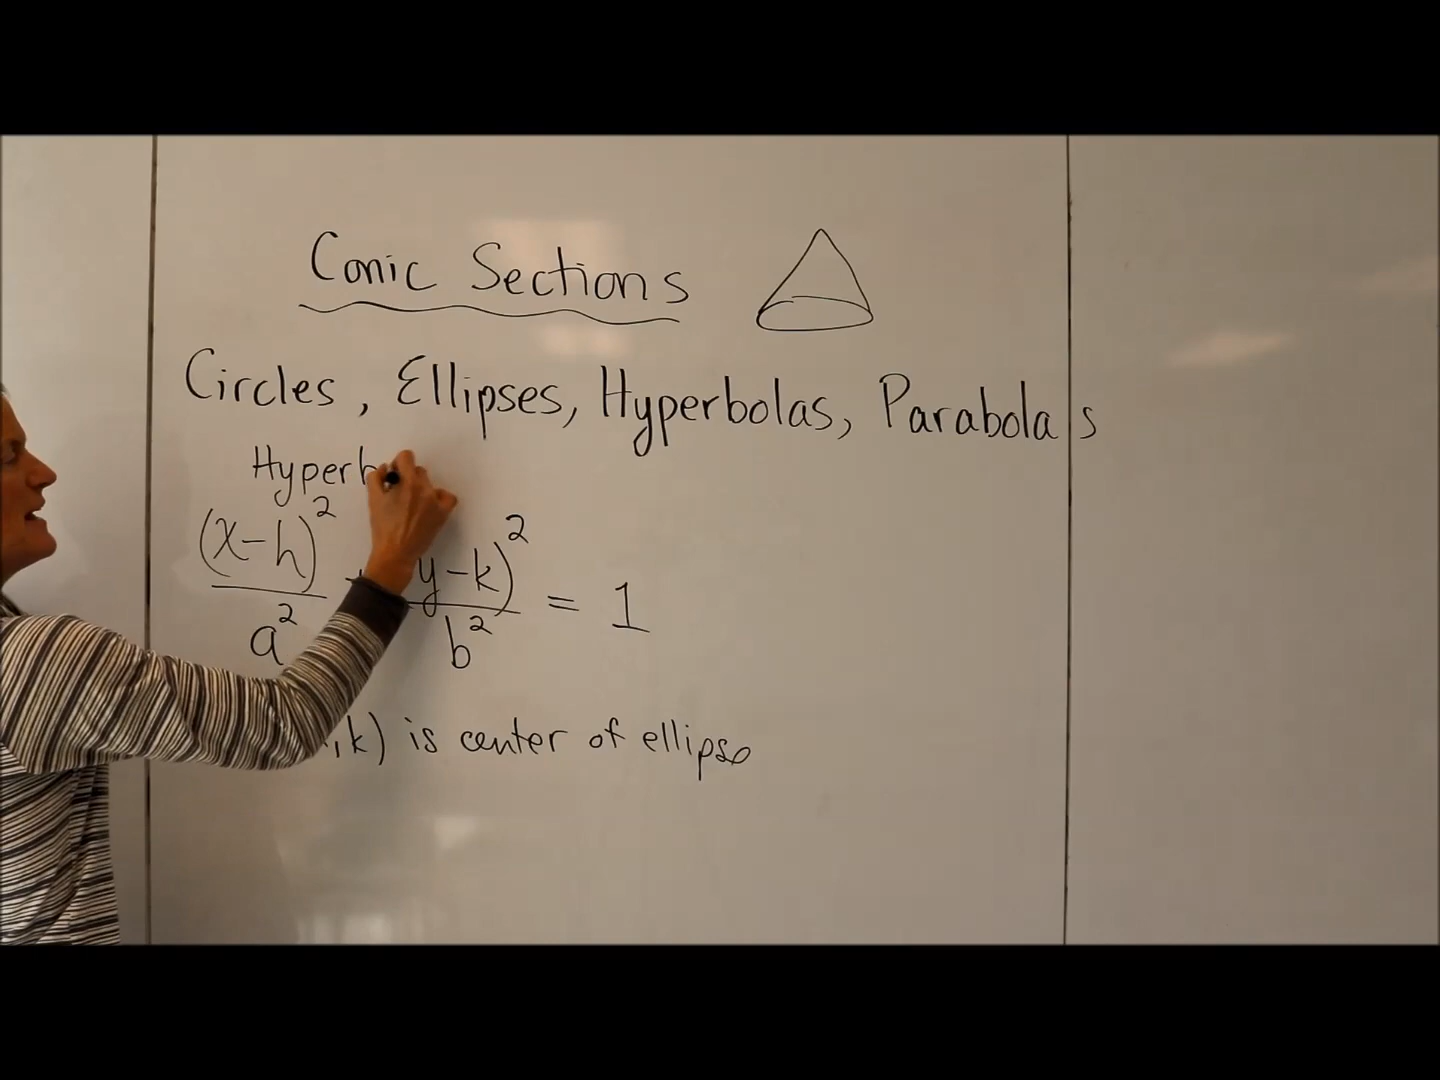 Conic Sections
Circles, Ellipses, Hyperbolas, Parabolas
Hyperb
(x-h)² y-k)²
a² b² = 1
,k) is center of ellipse